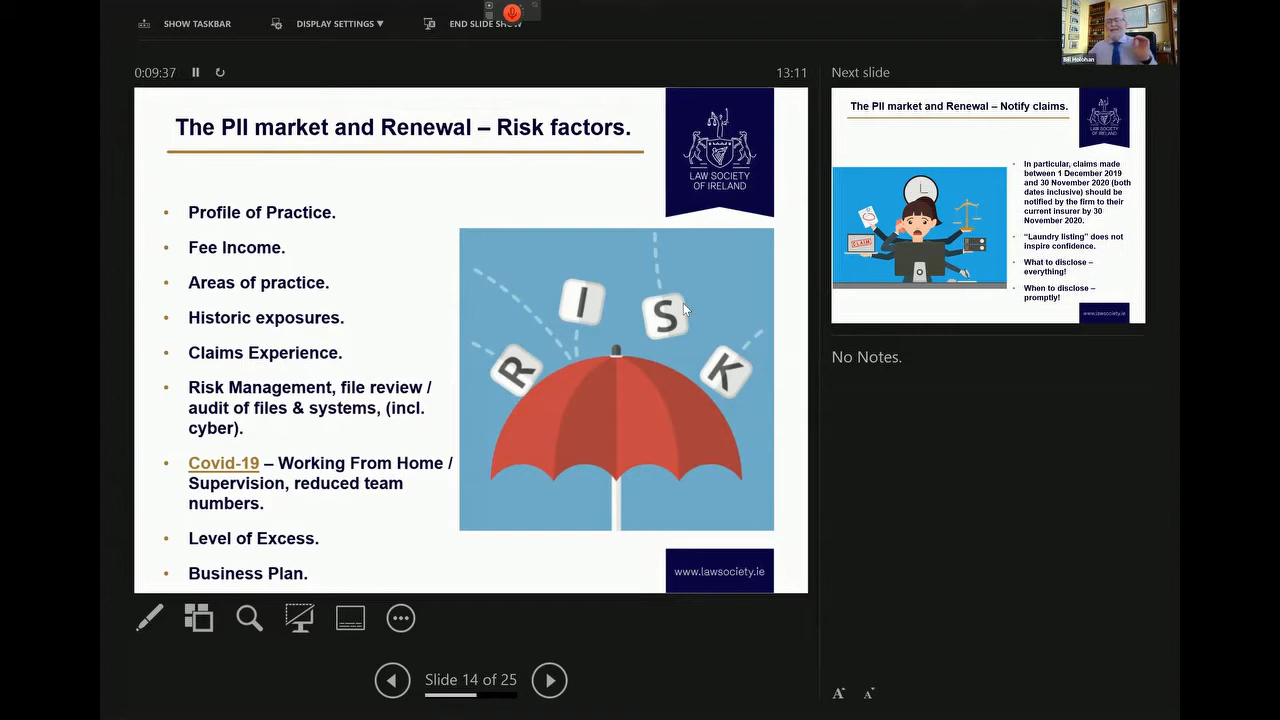 SHOW TASKBAR
DISPLAY SETTINGS ▼
END SLIDE SHOW
Bill Holohan
0:09:37
13:11
Next slide
The PII market and Renewal – Risk factors.
LAW SOCIETY
OF IRELAND
• Profile of Practice.
• Fee Income.
• Areas of practice.
• Historic exposures.
• Claims Experience.
• Risk Management, file review /
audit of files & systems, (incl.
cyber).
• Covid-19 – Working From Home /
Supervision, reduced team
numbers.
• Level of Excess.
• Business Plan.
R
I
S
K
www.lawsociety.ie
The PII market and Renewal – Notify claims.
LAW SOCIETY
OF IRELAND
• In particular, claims made
between 1 December 2019
and 30 November 2020 (both
dates inclusive) should be
notified by the firm to their
current insurer by 30
November 2020.
• “Laundry listing” does not
inspire confidence.
• What to disclose –
everything!
• When to disclose –
promptly!
CLAIM
www.lawsociety.ie
No Notes.
Slide 14 of 25
A A